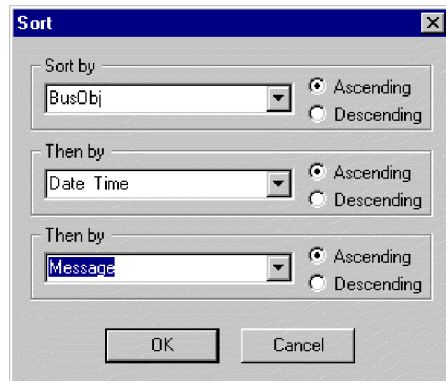 Sort
Sort by
BusObj
Ascending
Descending
Then by
Date Time
Ascending
Descending
Then by
Message
Ascending
Descending
OK
Cancel